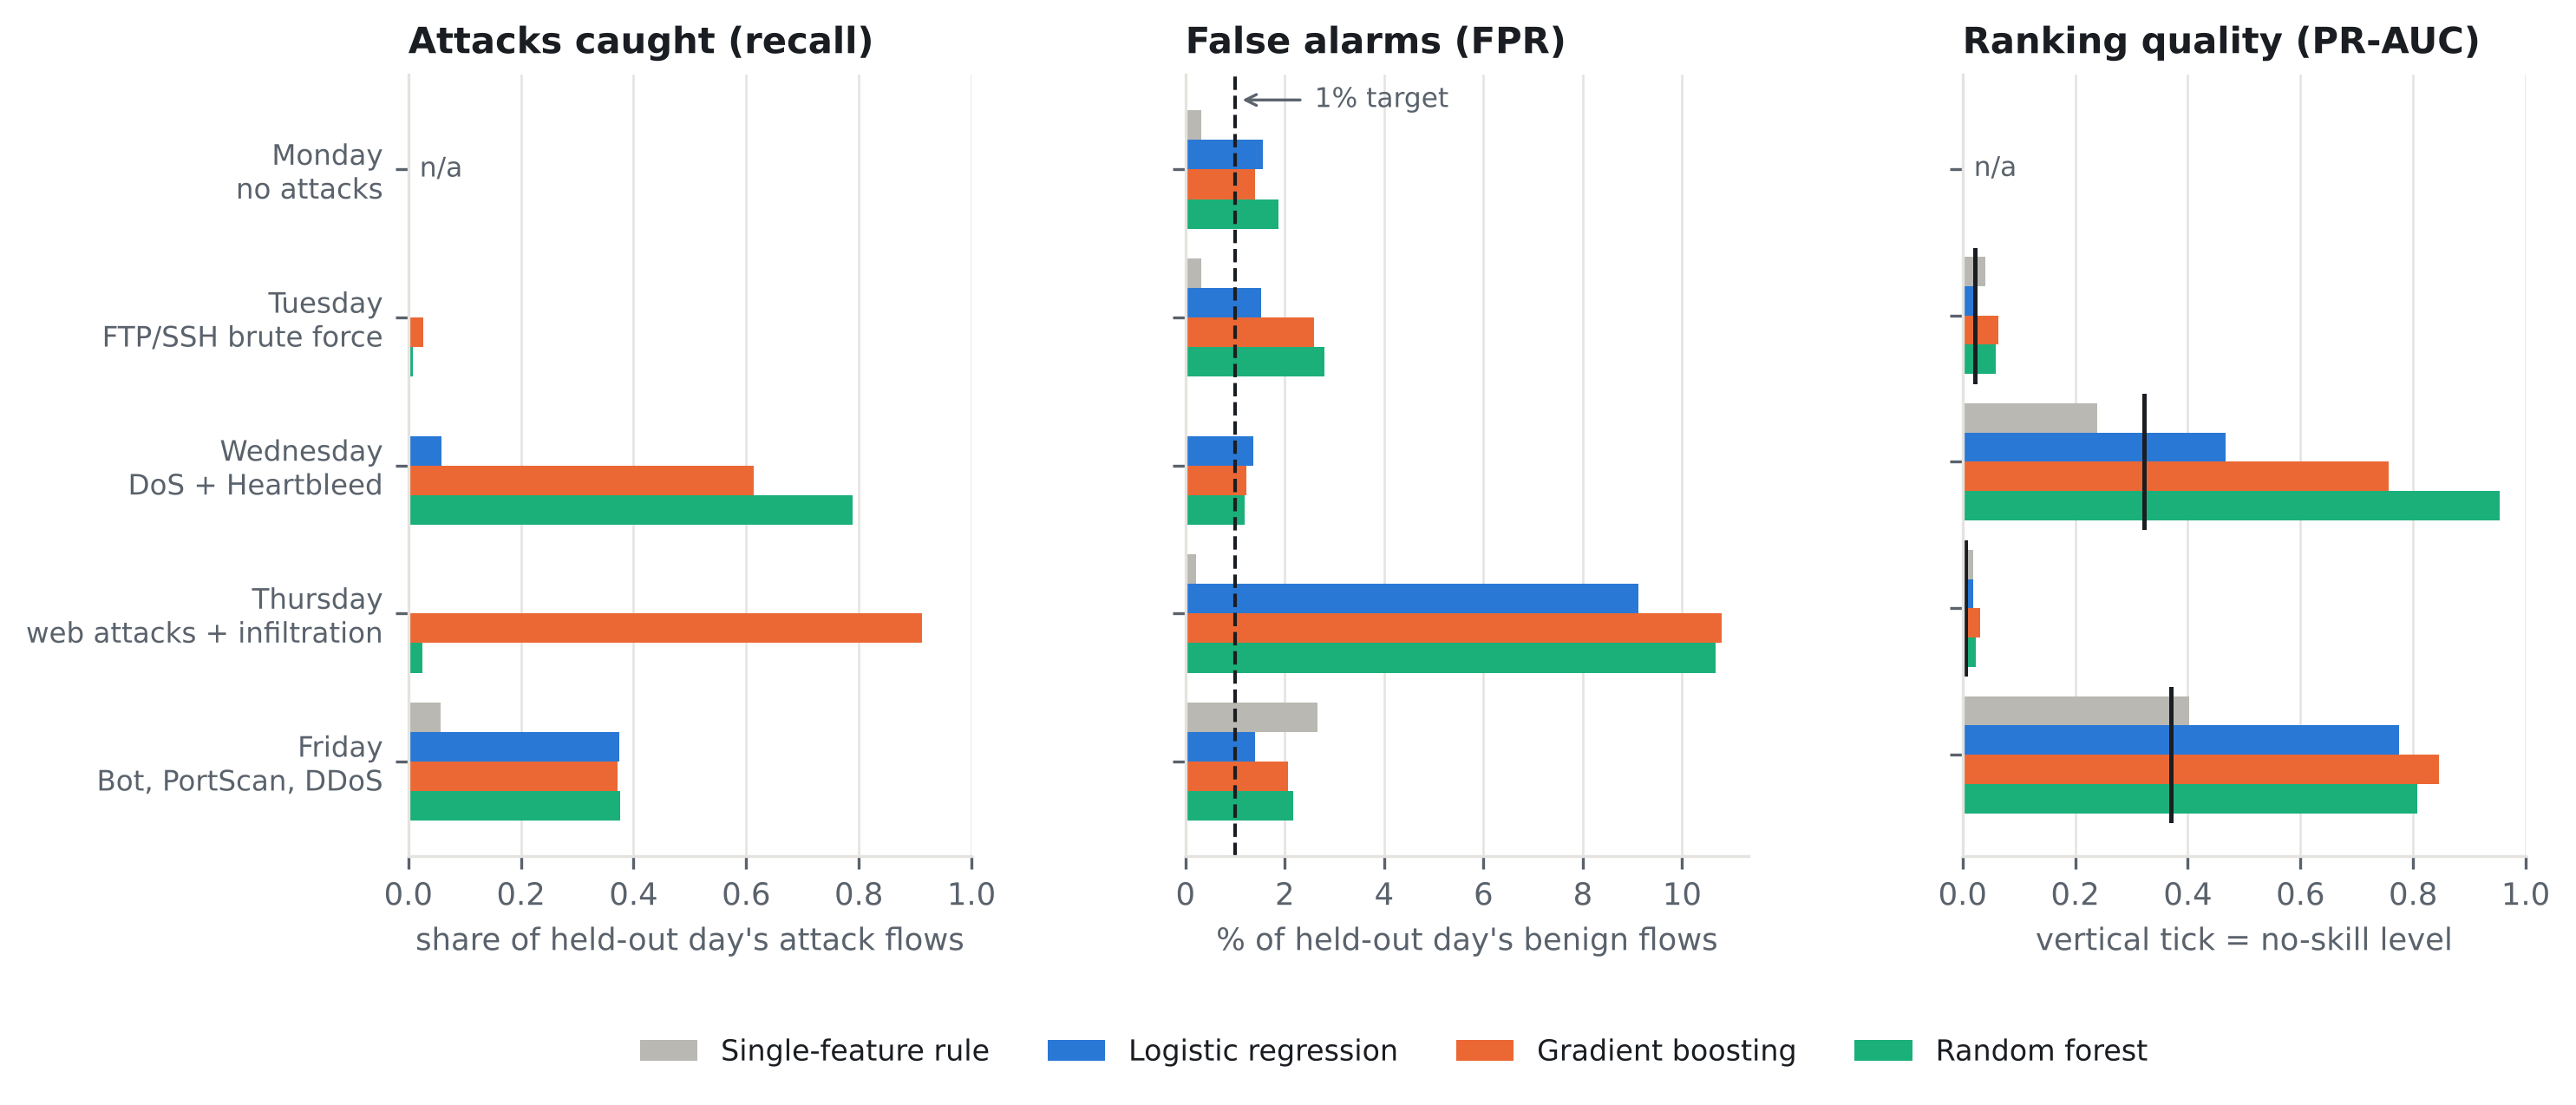 Attacks caught (recall)
False alarms (FPR)
Ranking quality (PR-AUC)
1% target
Monday
no attacks
n/a
n/a
Tuesday
FTP/SSH brute force
Wednesday
DoS + Heartbleed
Thursday
web attacks + infiltration
Friday
Bot, PortScan, DDoS
0.0 0.2 0.4 0.6 0.8 1.0
0 2 4 6 8 10
0.0 0.2 0.4 0.6 0.8 1.0
share of held-out day's attack flows
% of held-out day's benign flows
vertical tick = no-skill level
Single-feature rule
Logistic regression
Gradient boosting
Random forest